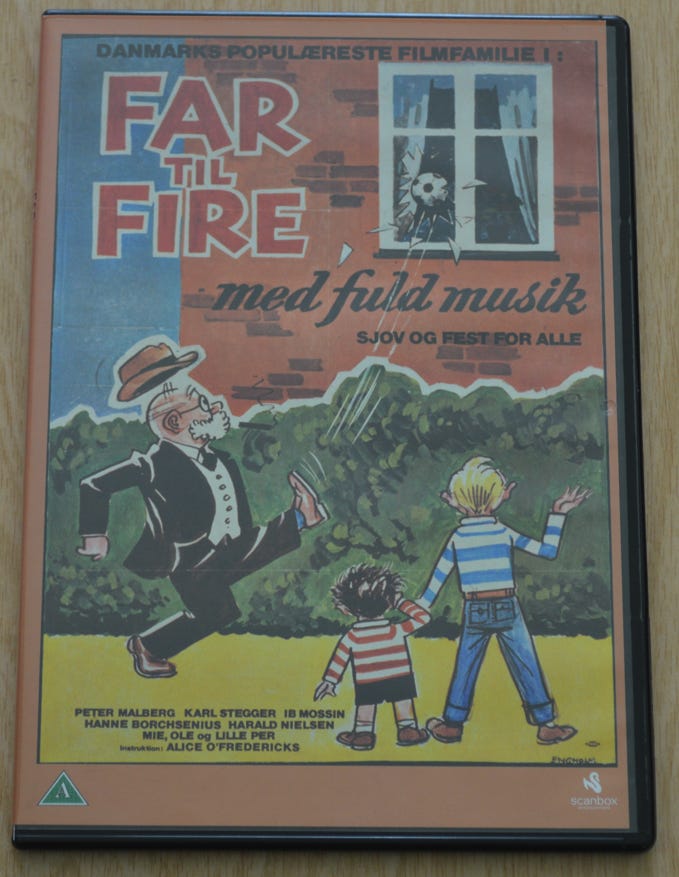 DANMARKS POPULÆRESTE FILMFAMILIE I:
FAR
TIL
FIRE
med fuld musik
SJOV OG FEST FOR ALLE
PETER MALBERG KARL STEGGER IB MOSSIN
HANNE BORCHSENIUS HARALD NIELSEN
MIE, OLE og LILLE PER
Instruktion: ALICE O'FREDERICKS
ENGHOLM
A
scanbox